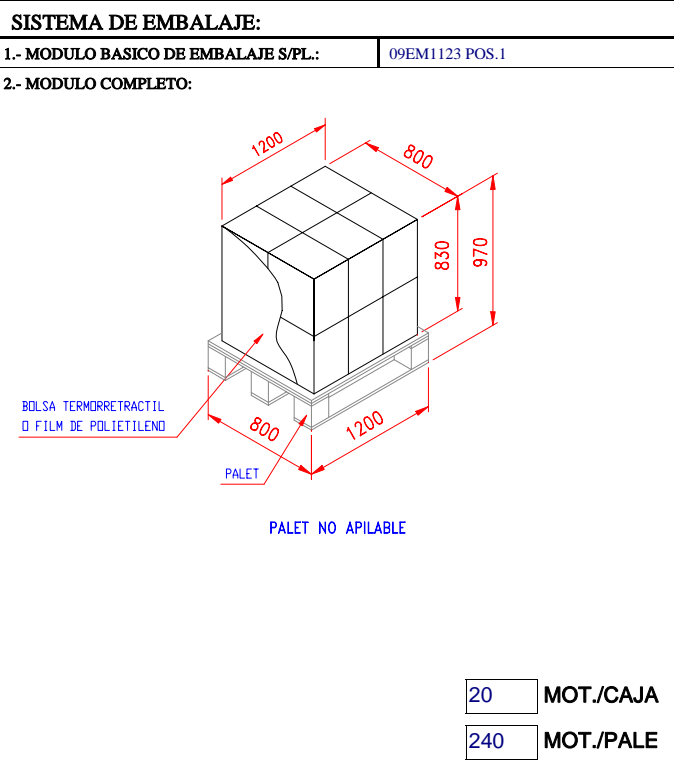 SISTEMA DE EMBALAJE:
1.- MODULO BASICO DE EMBALAJE S/PL.: 09EM1123 POS.1
2.- MODULO COMPLETO:
1200
800
830
970
BOLSA TERMORRETRACTIL
O FILM DE POLIETILENO
800
1200
PALET
PALET NO APILABLE
20 MOT./CAJA
240 MOT./PALE